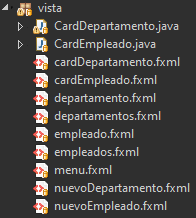 vista
CardDepartamento.java
CardEmpleado.java
cardDepartamento.fxml
cardEmpleado.fxml
departamento.fxml
departamentos.fxml
empleado.fxml
empleados.fxml
menu.fxml
nuevoDepartamento.fxml
nuevoEmpleado.fxml